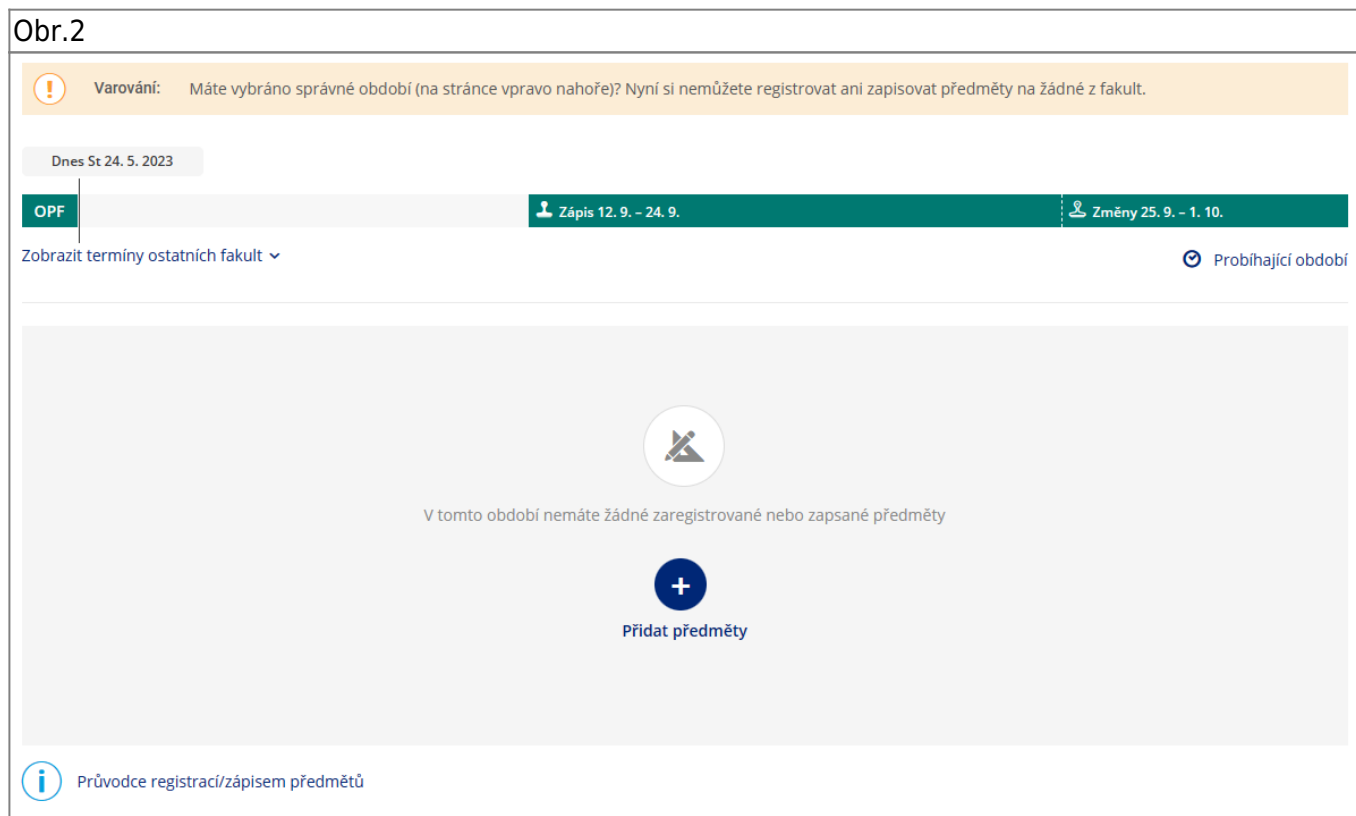 Obr.2
Varování: Máte vybráno správné období (na stránce vpravo nahoře)? Nyní si nemůžete registrovat ani zapisovat předměty na žádné z fakult.
Dnes St 24. 5. 2023
OPF Zápis 12. 9. – 24. 9. Změny 25. 9. – 1. 10.
Zobrazit termíny ostatních fakult Probíhající období
V tomto období nemáte žádné zaregistrované nebo zapsané předměty
Přidat předměty
Průvodce registrací/zápisem předmětů